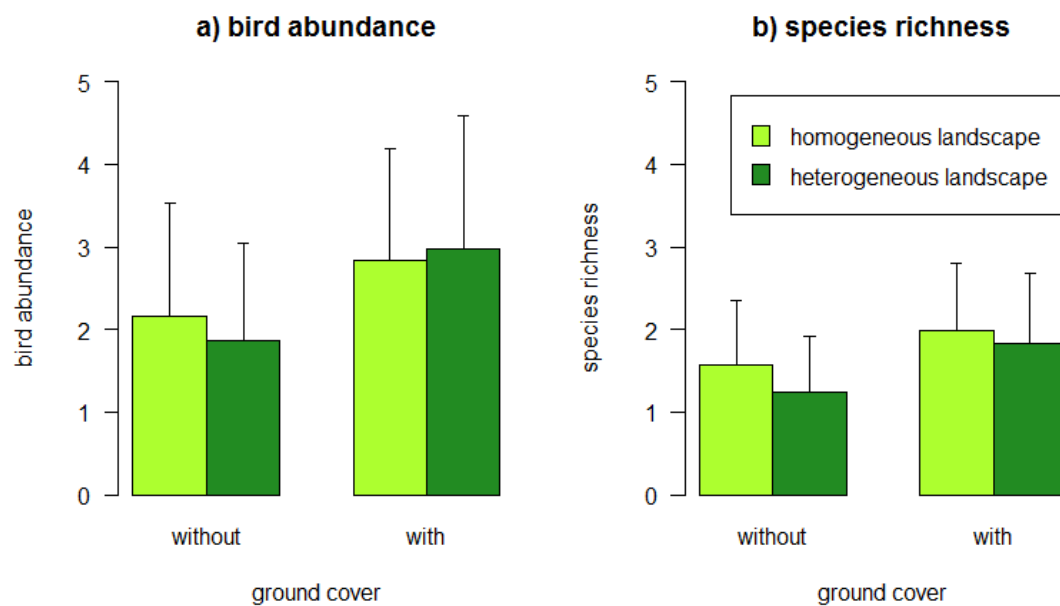 a) bird abundance
5
4
3
2
1
0
bird abundance
without
with
ground cover
b) species richness
5
4
3
2
1
0
species richness
homogeneous landscape
heterogeneous landscape
without
with
ground cover